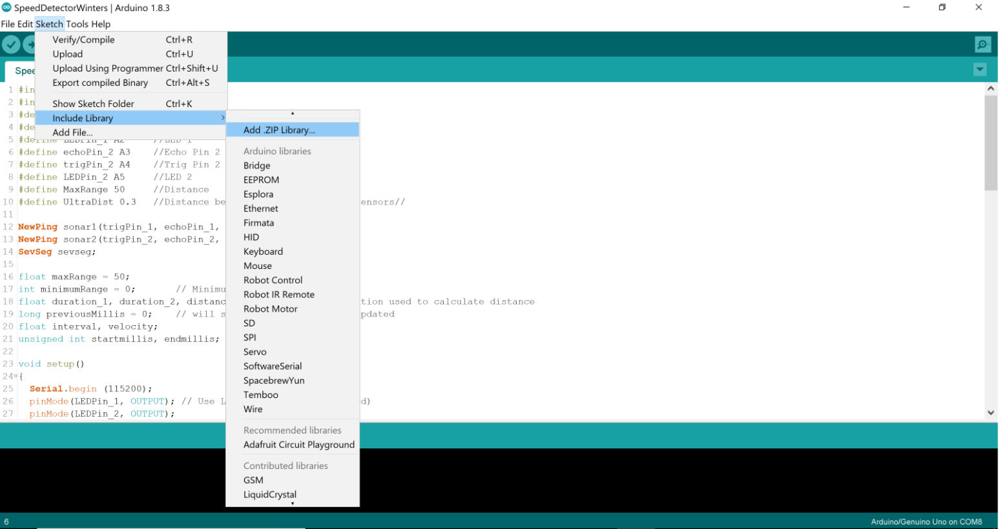 SpeedDetectorWinters | Arduino 1.8.3
File Edit Sketch Tools Help
Verify/Compile Ctrl+R
Upload Ctrl+U
Upload Using Programmer Ctrl+Shift+U
Export compiled Binary Ctrl+Alt+S
Show Sketch Folder Ctrl+K
Include Library
Add File...
Add .ZIP Library...
Arduino libraries
Bridge
EEPROM
Esplora
Ethernet
Firmata
HID
Keyboard
Mouse
Robot Control
Robot IR Remote
Robot Motor
SD
SPI
Servo
SoftwareSerial
SpacebrewYun
Temboo
Wire
Recommended libraries
Adafruit Circuit Playground
Contributed libraries
GSM
LiquidCrystal
Spee
1 #in
2 #in
3 #de
4 #de
5 #define LEDPin_1 A2 //LED 1
6 #define echoPin_2 A3 //Echo Pin 2
7 #define trigPin_2 A4 //Trig Pin 2
8 #define LEDPin_2 A5 //LED 2
9 #define MaxRange 50 //Distance
10 #define UltraDist 0.3 //Distance be ensors//
11
12 NewPing sonar1(trigPin_1, echoPin_1,
13 NewPing sonar2(trigPin_2, echoPin_2,
14 SevSeg sevseg;
15
16 float maxRange = 50;
17 int minimumRange = 0; // Minimu
18 float duration_1, duration_2, distanc tion used to calculate distance
19 long previousMillis = 0; // will s pdated
20 float interval, velocity;
21 unsigned int startmillis, endmillis;
22
23 void setup()
24 {
25 Serial.begin (115200);
26 pinMode(LEDPin_1, OUTPUT); // Use L d)
27 pinMode(LEDPin_2, OUTPUT);
6
Arduino/Genuino Uno on COM8